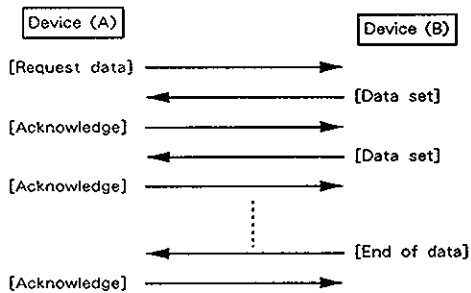 Device (A)
Device (B)
[Request data]
[Data set]
[Acknowledge]
[Data set]
[Acknowledge]
[End of data]
[Acknowledge]